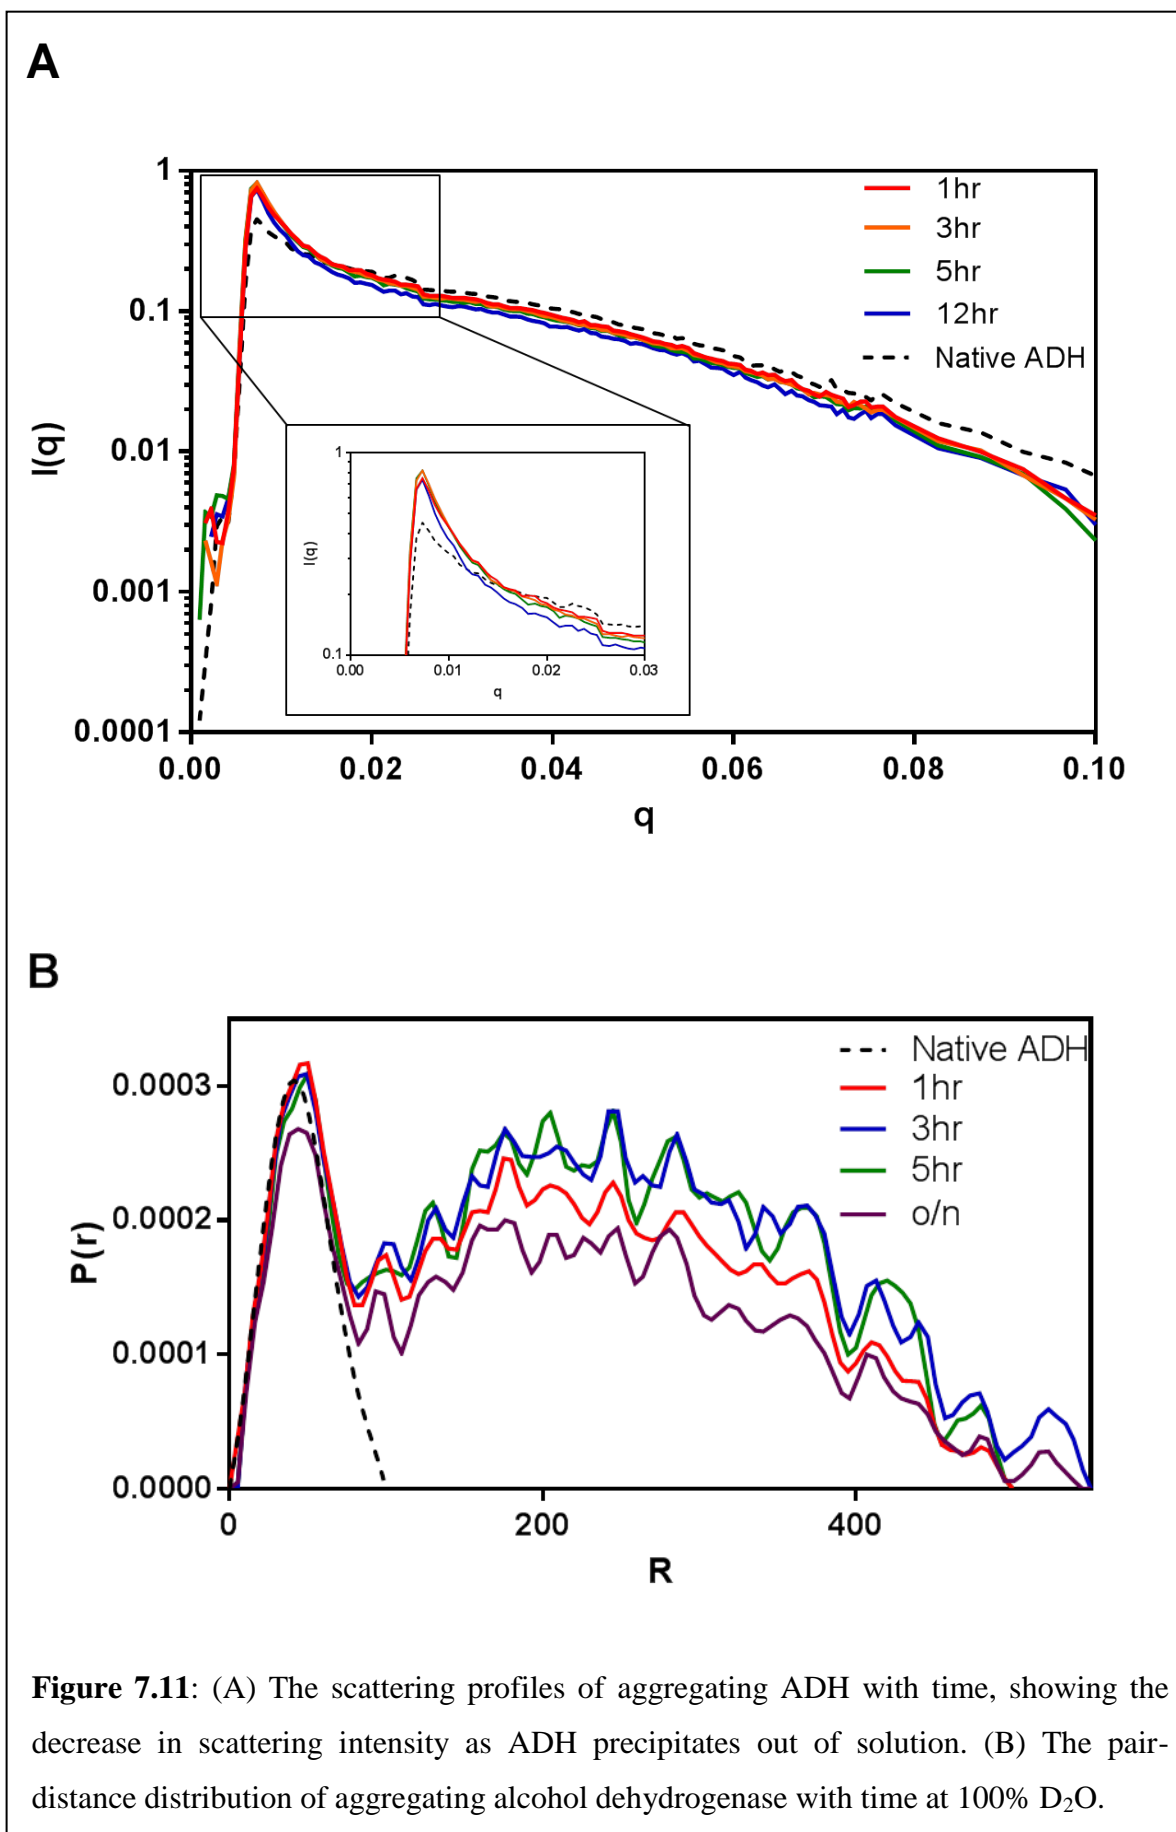 A
1
0.1
0.01
0.001
0.0001
I(q)
1hr
3hr
5hr
12hr
Native ADH
1
0.1
I(q)
0.00
0.01
0.02
0.03
q
0.00
0.02
0.04
0.06
0.08
0.10
q
B
0.0003
0.0002
0.0001
0.0000
P(r)
Native ADH
1hr
3hr
5hr
o/n
0
200
400
R
Figure 7.11: (A) The scattering profiles of aggregating ADH with time, showing the
decrease in scattering intensity as ADH precipitates out of solution. (B) The pair-
distance distribution of aggregating alcohol dehydrogenase with time at 100% D₂O.